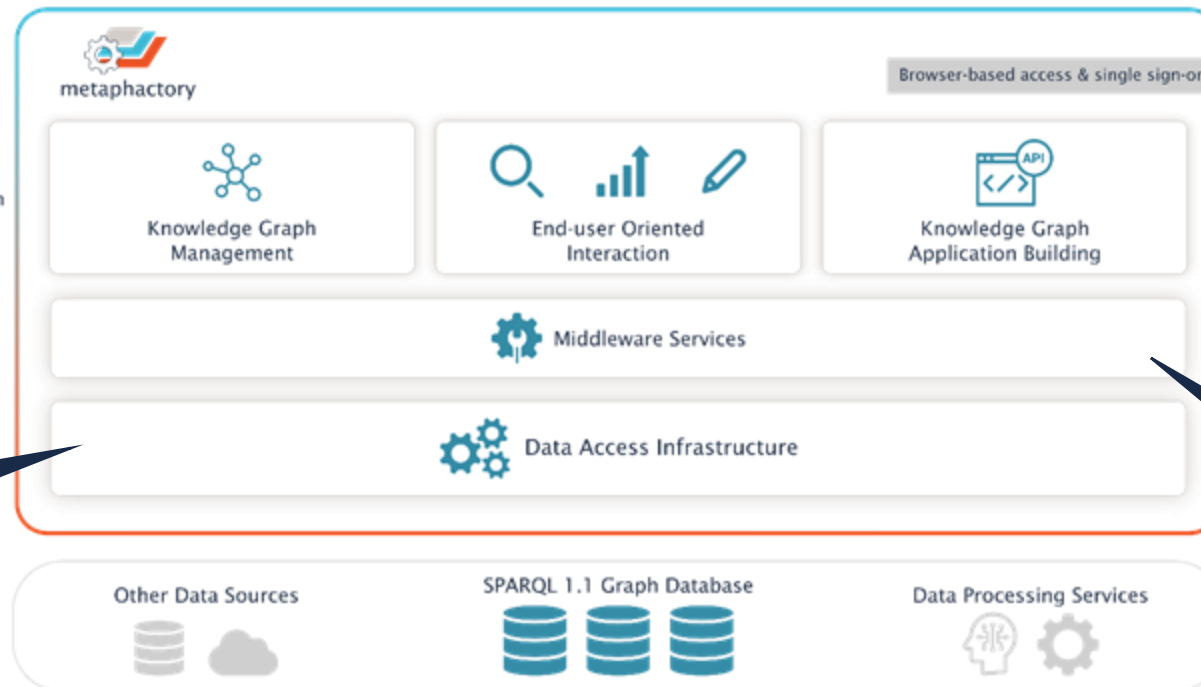 metaphactory
Browser-based access & single sign-on
Knowledge Graph
Management
End-user Oriented
Interaction
API
Knowledge Graph
Application Building
Middleware Services
Data Access Infrastructure
Other Data Sources
SPARQL 1.1 Graph Database
Data Processing Services